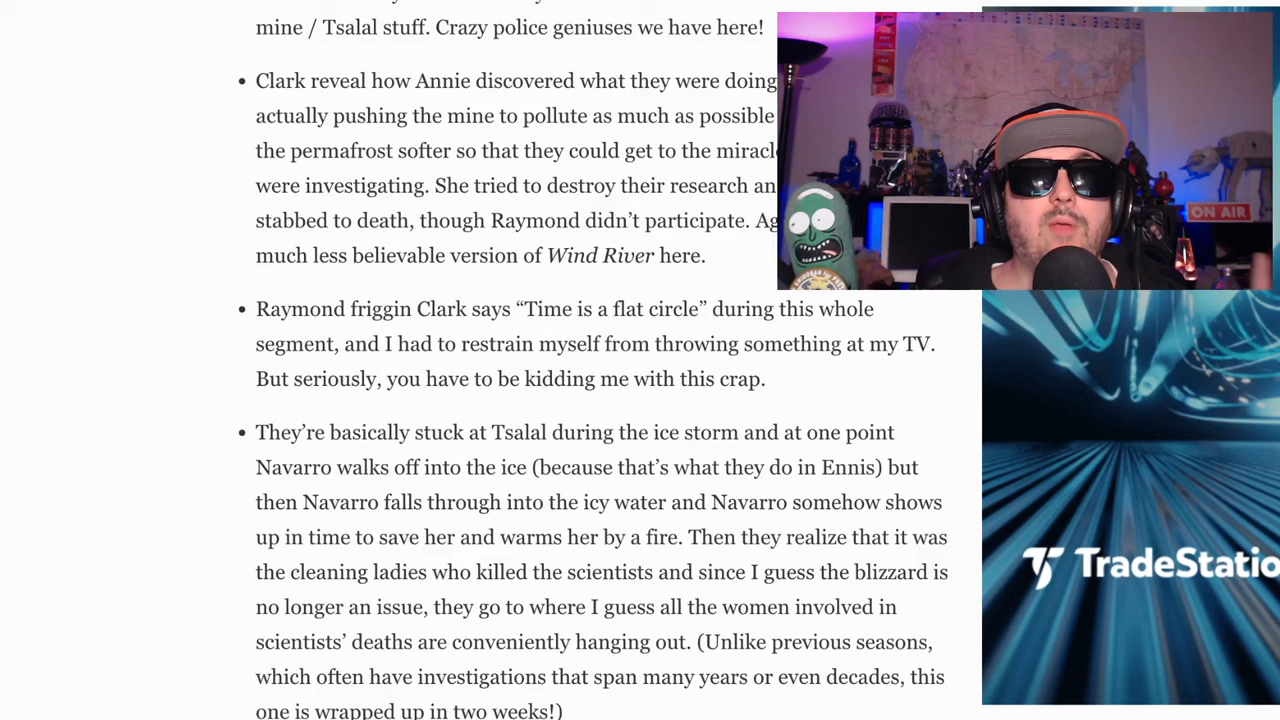 mine / Tsalal stuff. Crazy police geniuses we have here!
• Clark reveal how Annie discovered what they were doing
actually pushing the mine to pollute as much as possible
the permafrost softer so that they could get to the miracl
were investigating. She tried to destroy their research an
stabbed to death, though Raymond didn’t participate. Ag
much less believable version of Wind River here.
• Raymond friggin Clark says “Time is a flat circle” during this whole
segment, and I had to restrain myself from throwing something at my TV.
But seriously, you have to be kidding me with this crap.
• They’re basically stuck at Tsalal during the ice storm and at one point
Navarro walks off into the ice (because that’s what they do in Ennis) but
then Navarro falls through into the icy water and Navarro somehow shows
up in time to save her and warms her by a fire. Then they realize that it was
the cleaning ladies who killed the scientists and since I guess the blizzard is
no longer an issue, they go to where I guess all the women involved in
scientists’ deaths are conveniently hanging out. (Unlike previous seasons,
which often have investigations that span many years or even decades, this
one is wrapped up in two weeks!)
ON AIR
TradeStatio